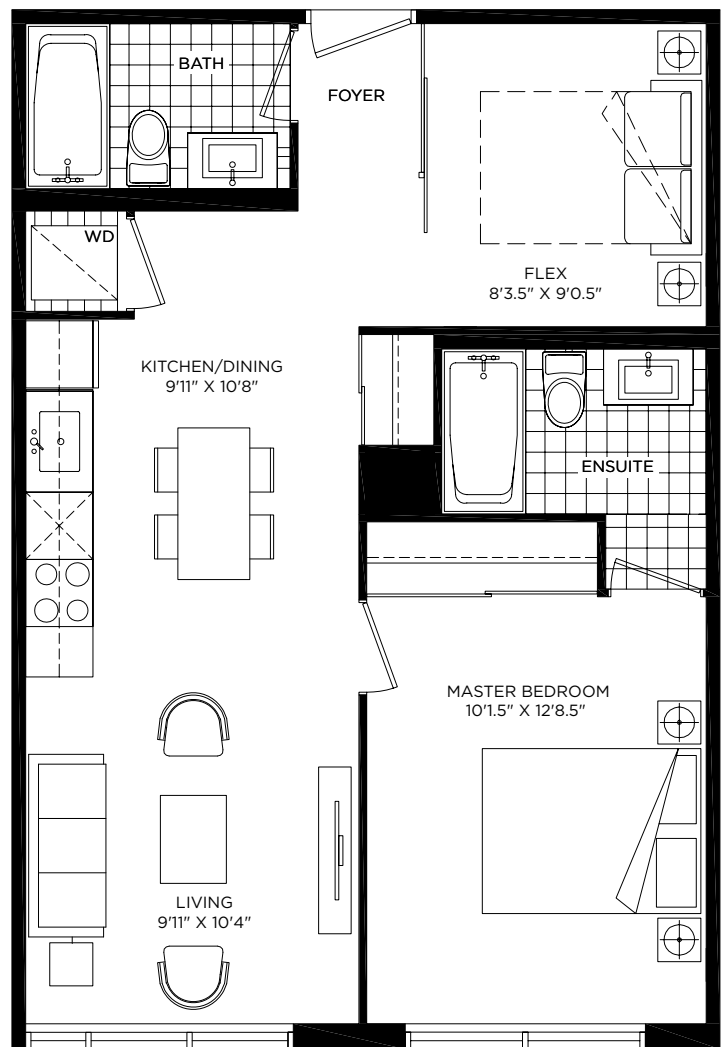 BATH
FOYER
WD
FLEX
8'3.5" X 9'0.5"
KITCHEN/DINING
9'11" X 10'8"
ENSUITE
MASTER BEDROOM
10'1.5" X 12'8.5"
LIVING
9'11" X 10'4"